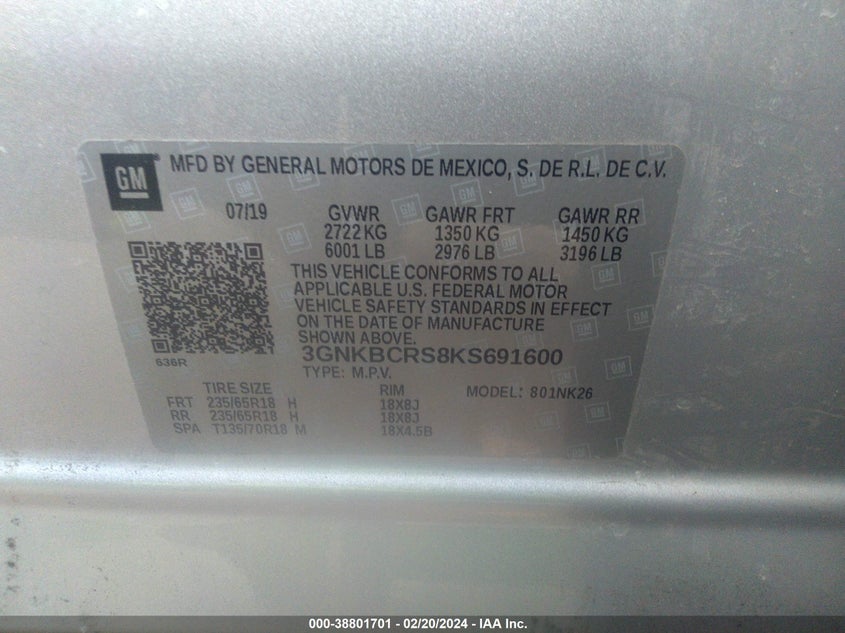 GM MFD BY GENERAL MOTORS DE MEXICO, S. DE R.L. DE C.V.
07/19 GVWR GAWR FRT GAWR RR
2722 KG 1350 KG 1450 KG
6001 LB 2976 LB 3196 LB
THIS VEHICLE CONFORMS TO ALL
APPLICABLE U.S. FEDERAL MOTOR
VEHICLE SAFETY STANDARDS IN EFFECT
ON THE DATE OF MANUFACTURE
SHOWN ABOVE.
636R 3GNKBCRS8KS691600
TYPE: M.P.V.
TIRE SIZE RIM MODEL: 801NK26
FRT 235/65R18 H 18X8J
RR 235/65R18 H 18X8J
SPA T135/70R18 M 18X4.5B
000-38801701 — 02/20/2024 — IAA Inc.